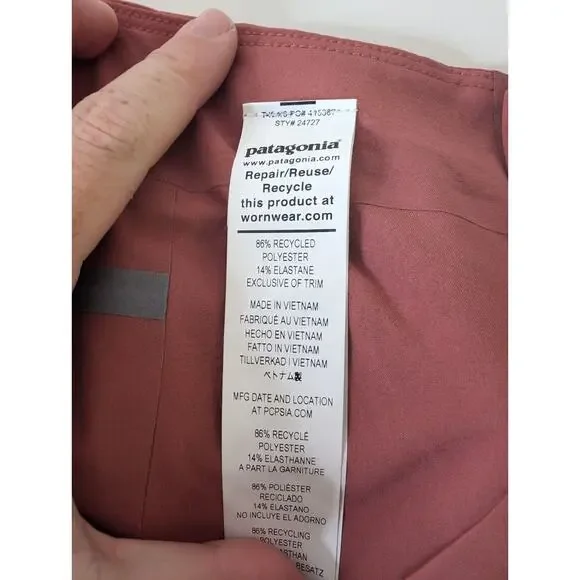 STY# 24727
patagonia®
www.patagonia.com
Repair/Reuse/
Recycle
this product at
wornwear.com
86% RECYCLED
POLYESTER
14% ELASTANE
EXCLUSIVE OF TRIM
MADE IN VIETNAM
FABRIQUÉ AU VIETNAM
HECHO EN VIETNAM
FATTO IN VIETNAM
TILLVERKAD I VIETNAM
ベトナム製
MFG DATE AND LOCATION
AT PCPSIA.COM
86% RECYCLÉ
POLYESTER
14% ELASTHANNE
A PART LA GARNITURE
86% POLIÉSTER
RECICLADO
14% ELASTANO
NO INCLUYE EL ADORNO
86% RECYCLING
BESATZ